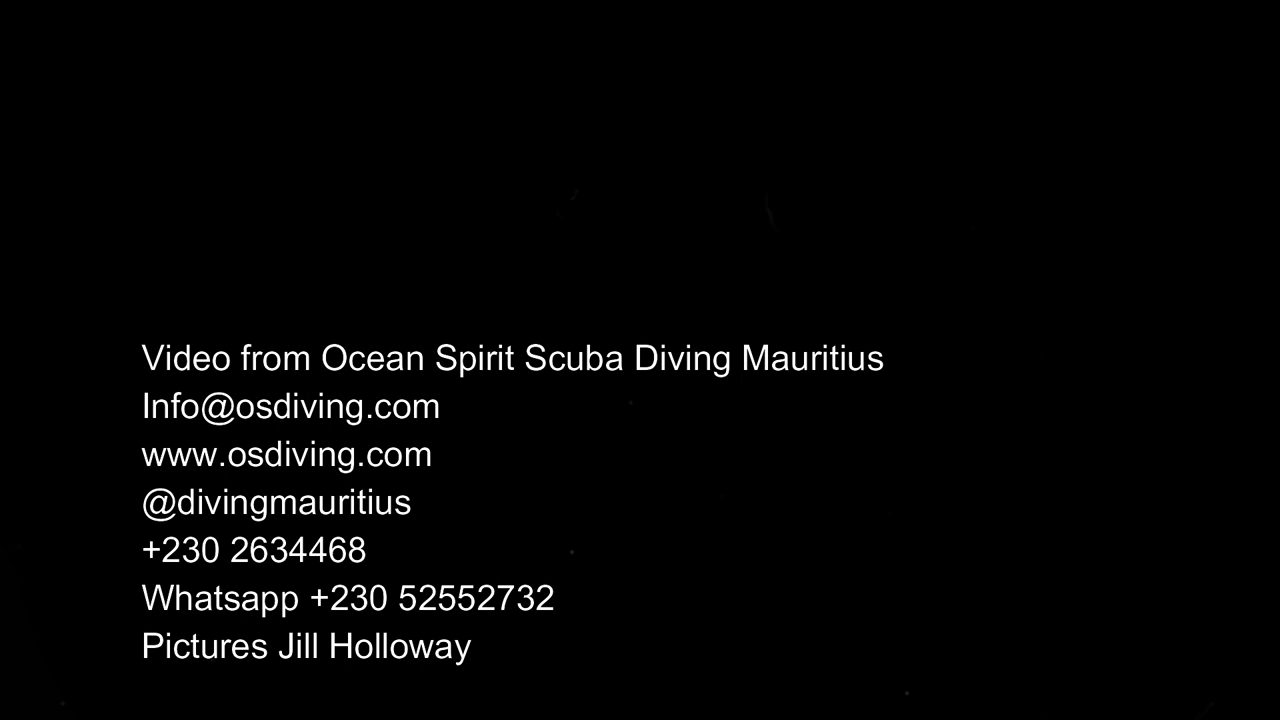 Video from Ocean Spirit Scuba Diving Mauritius
Info@osdiving.com
www.osdiving.com
@divingmauritius
+230 2634468
Whatsapp +230 52552732
Pictures Jill Holloway